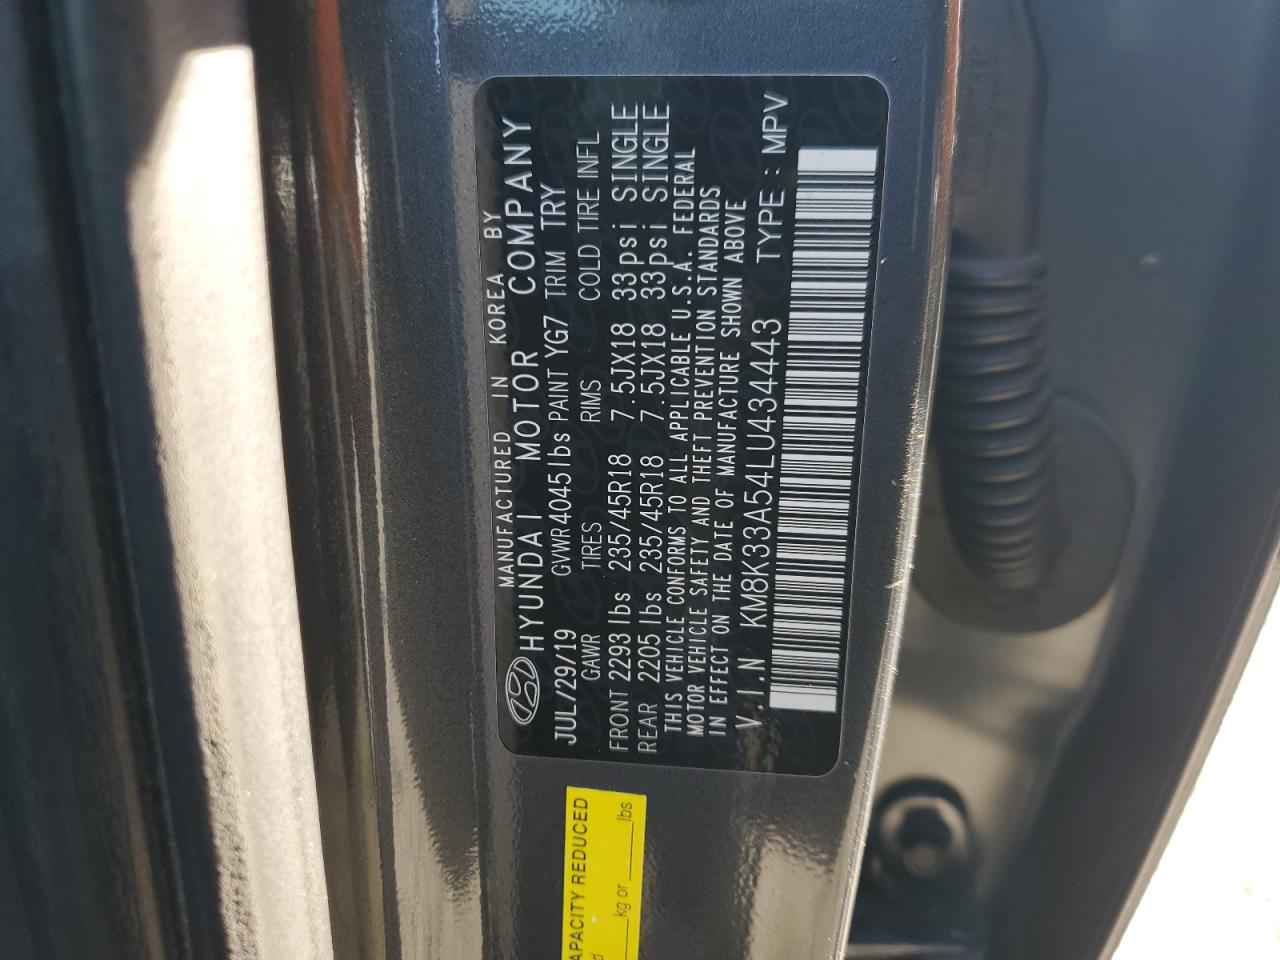 MANUFACTURED IN KOREA BY
HYUNDAI MOTOR COMPANY
JUL/29/19 GVWR4045lbs PAINT YG7 TRIM TRY
GAWR TIRES RIMS COLD TIRE INFL
FRONT 2293lbs 235/45R18 7.5JX18 33psi SINGLE
REAR 2205lbs 235/45R18 7.5JX18 33psi SINGLE
THIS VEHICLE CONFORMS TO ALL APPLICABLE U.S.A. FEDERAL
MOTOR VEHICLE SAFETY AND THEFT PREVENTION STANDARDS
IN EFFECT ON THE DATE OF MANUFACTURE SHOWN ABOVE
V.I.N KM8K33A54LU434443 TYPE : MPV
APACITY REDUCED
kg or lbs